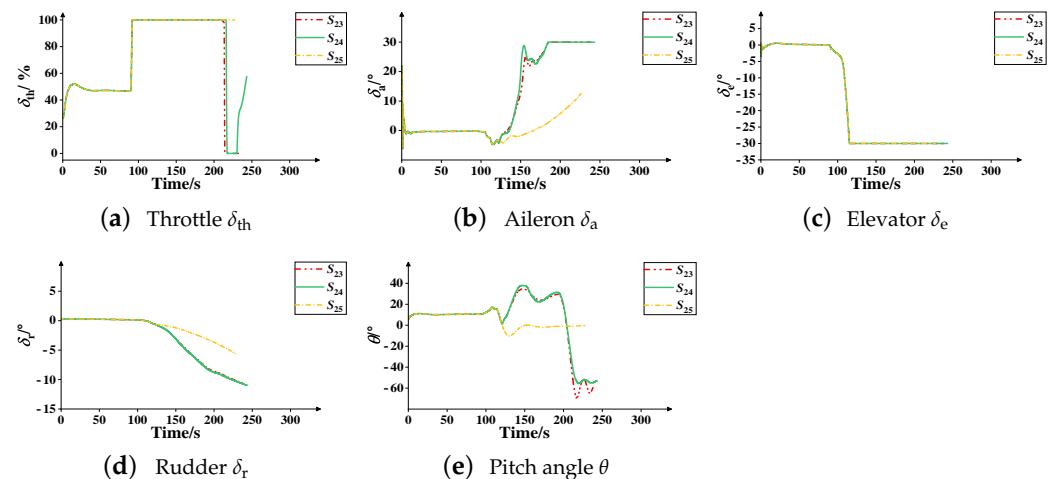 100
80
60
40
20
0
δth/ %
0 50 100 150 200 250 300
Time/s
S23
S24
S25
(a) Throttle δth
30
20
10
0
δa/°
0 50 100 150 200 250 300
Time/s
S23
S24
S25
(b) Aileron δa
5
0
-5
-10
-15
-20
-25
-30
-35
δe/°
0 50 100 150 200 250 300
Time/s
S23
S24
S25
(c) Elevator δe
5
0
-5
-10
-15
δr/°
0 50 100 150 200 250 300
Time/s
S23
S24
S25
(d) Rudder δr
40
20
0
-20
-40
-60
θ/°
0 50 100 150 200 250 300
Time/s
S23
S24
S25
(e) Pitch angle θ